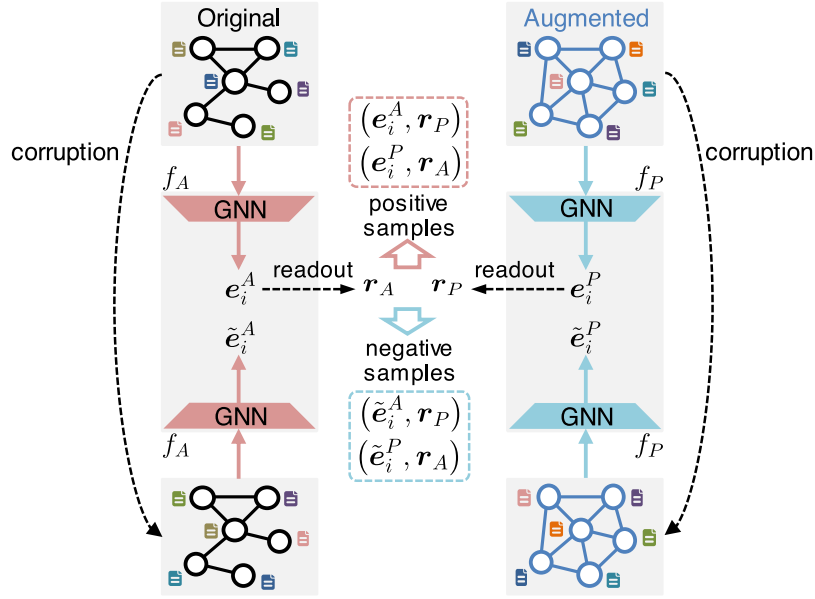 Original
Augmented
corruption
corruption
(e_i^A, r_P)
(e_i^P, r_A)
f_A
f_P
GNN
GNN
positive
samples
readout
readout
e_i^A
r_A
r_P
e_i^P
ẽ_i^A
ẽ_i^P
negative
samples
GNN
GNN
(ẽ_i^A, r_P)
(ẽ_i^P, r_A)
f_A
f_P